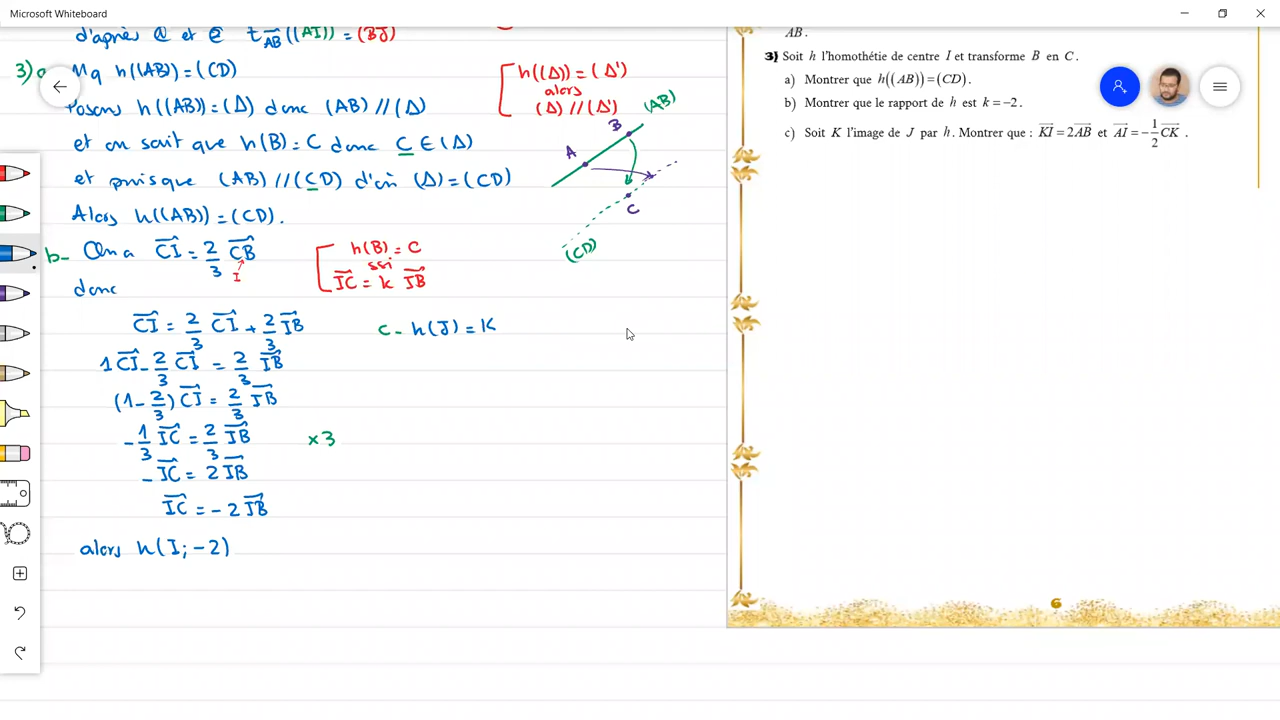 Microsoft Whiteboard
d'après ① et ② t_AB((AI)) = (BJ)
3) a Mq h((AB)) = (CD)
Posons h((AB)) = (Δ) donc (AB) // (Δ)
et on sait que h(B) = C donc C ∈ (Δ)
et puisque (AB) // (CD) d'où (Δ) = (CD)
Alors h((AB)) = (CD).
h((Δ)) = (Δ')
alors
(Δ) // (Δ')
(AB)
B
A
C
(CD)
b- On a CI = 2/3 CB
I
donc
h(B) = C
ssi
IC = k IB
CI = 2/3 CI + 2/3 IB
1CI - 2/3 CI = 2/3 IB
(1 - 2/3) CI = 2/3 IB
-1/3 IC = 2/3 IB ×3
-IC = 2 IB
IC = -2 IB
alors h(I; -2)
c- h(J) = K
AB.
3) Soit h l'homothétie de centre I et transforme B en C.
a) Montrer que h((AB)) = (CD).
b) Montrer que le rapport de h est k = -2.
c) Soit K l'image de J par h. Montrer que : KI = 2AB et AI = -1/2 CK .
6